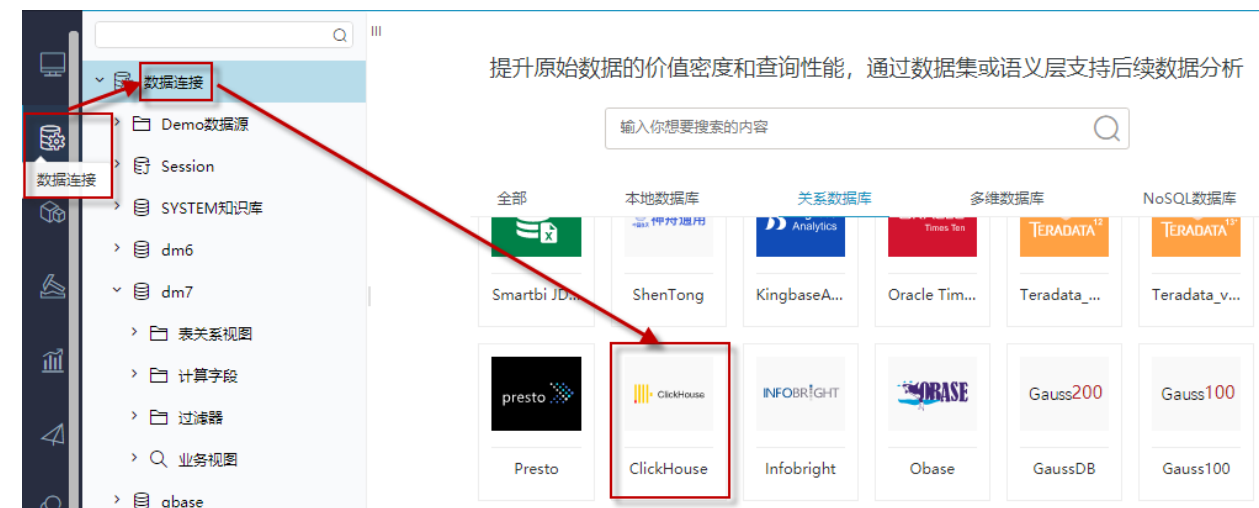 提升原始数据的价值密度和查询性能，通过数据集或语义层支持后续数据分析
输入你想要搜索的内容
全部
本地数据库
关系数据库
多维数据库
NoSQL数据库
数据连接
数据连接
Demo数据源
Session
SYSTEM知识库
dm6
dm7
表关系视图
计算字段
过滤器
业务视图
gbase
神舟通用
Analytics
Times Ten
TERADATA 12
TERADATA 13+
Smartbi JD...
ShenTong
KingbaseA...
Oracle Tim...
Teradata_...
Teradata_v...
presto
ClickHouse
INFOBRIGHT
OBASE
Gauss200
Gauss100
Presto
ClickHouse
Infobright
Obase
GaussDB
Gauss100